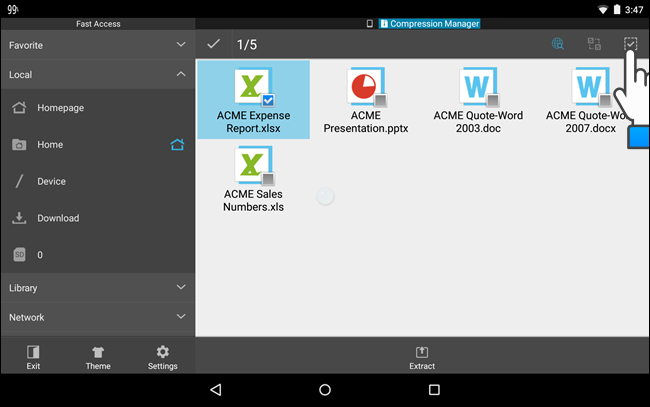 99%
3:47
Fast Access
Compression Manager
Favorite
1/5
Local
Homepage
Home
Device
Download
SD 0
Library
Network
ACME Expense
Report.xlsx
ACME
Presentation.pptx
ACME Quote-Word
2003.doc
ACME Quote-Wo
2007.docx
ACME Sales
Numbers.xls
Exit
Theme
Settings
Extract